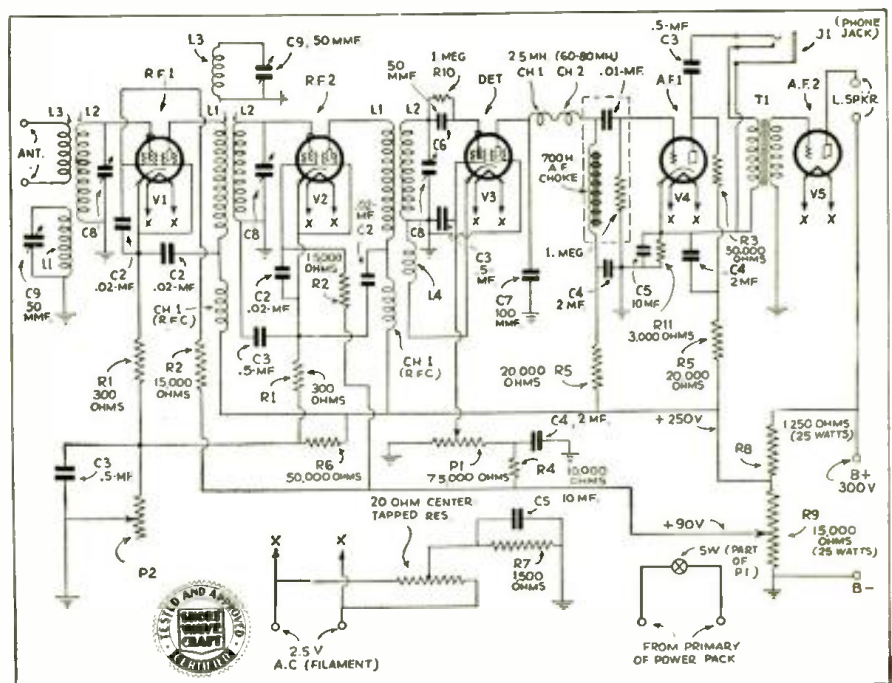 L3
C9, 50 MMF.
R.F.1
R.F.2
50 MMF
1 MEG
R10
DET
2.5 MH. (60-80MH.)
CH 1 CH 2
.01-MF.
.5-MF
C3
A.F.1
J1
(PHONE JACK)
T1
A.F.2
L.SPKR.
L3
L2
L1
L2
L1
L2
C6
ANT.
V1
V2
V3
V4
V5
X X
X X
X X
X X
X X
700 H
A F
CHOKE
C8
C8
C8
L1
C9
50
MMF.
C2
.02-MF
C2
.02-MF.
CH 1
(R F C)
C2
.02-MF
15000
OHMS
R2
.02-
MF
C2
C3
.5-MF
L4
C3
.5
MF
C7
100
MMF.
1. MEG
C4
2 MF
C5
10 MF.
R11
3,000 OHMS
R3
50,000
OHMS
C4
2 MF
R1
300
OHMS
R2
15,000
OHMS
R1
300
OHMS
CH 1
(R F C)
20,000
OHMS
R5
R5
20,000
OHMS
+250V
C3
.5-MF
R6
50,000 OHMS
P1
75,000 OHMS
C4, 2 MF.
R4
10,000
OHMS
1250 OHMS
(25 WATTS)
R8
B+
300 V
R9
15,000
OHMS
(25 WATTS)
+90V
B-
P2
20 OHM CENTER
TAPPED RES
C5
10 MF.
R7
1500
OHMS
SW (PART
OF
P1)
X X
2.5 V
A.C (FILAMENT)
FROM PRIMARY
OF POWER PACK
TESTED AND APPROVED
SHORT
WAVE
CRAFT
CERTIFIED